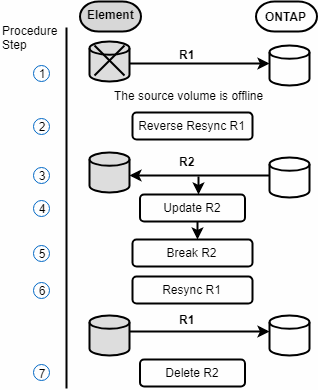 Element
ONTAP
Procedure
Step
R1
1
The source volume is offline
2
Reverse Resync R1
R2
3
4
Update R2
5
Break R2
6
Resync R1
R1
7
Delete R2